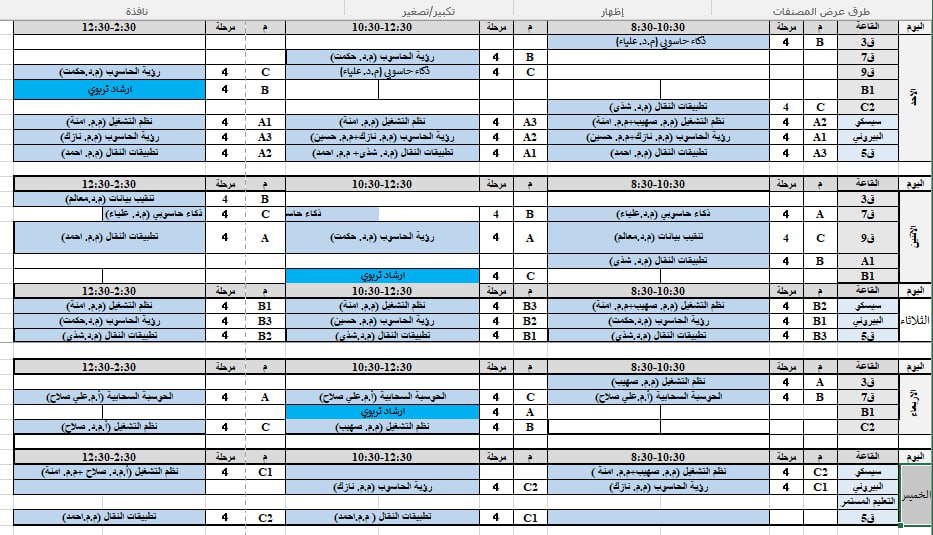 طرق عرض المصنفات إظهار تكبير/تصغير نافذة
اليوم القاعة م 8:30-10:30 مرحلة م 10:30-12:30 مرحلة م 12:30-2:30 مرحلة
الاحد
ق3 B 4 ذكاء حاسوبي (م.د. علياء)
ق7 B 4 رؤية الحاسوب (م.د. حكمت)
ق9 C 4 ذكاء حاسوبي (م.د. علياء) C 4 رؤية الحاسوب (م.د.حكمت)
B1 B 4 ارشاد تربوي
C2 C 4 تطبيقات النقال (م.د. شذى)
سيسكو A2 4 نظم التشغيل (م.م. صهيب+م.م. امنة) A3 4 نظم التشغيل (م.م. امنة) A1 4 نظم التشغيل (م.م. امنة)
البيروني A1 4 رؤية الحاسوب (م.م. نازك+م.م. حسين) A2 4 رؤية الحاسوب (م.م. نازك+م.م. حسين) A3 4 رؤية الحاسوب (م.م. نازك)
ق5 A3 4 تطبيقات النقال (م.م. احمد) A1 4 تطبيقات النقال (م.د. شذى+ م.م. احمد) A2 4 تطبيقات النقال (م.م. احمد)
اليوم القاعة م 8:30-10:30 مرحلة م 10:30-12:30 مرحلة م 12:30-2:30 مرحلة
الاثنين
ق3 B 4 تنقيب بيانات (م.د.معالم)
ق7 A 4 ذكاء حاسوبي (م.د. علياء) B 4 ذكاء حاسـ C 4 ذكاء حاسوبي (م.د. علياء)
ق9 C 4 تنقيب بيانات (م.د.معالم) A 4 رؤية الحاسوب (م.د. حكمت) A 4 تطبيقات النقال (م.م. احمد)
A1 B 4 تطبيقات النقال (م.د. شذى)
B1 C 4 ارشاد تربوي
اليوم القاعة م 8:30-10:30 مرحلة م 10:30-12:30 مرحلة م 12:30-2:30 مرحلة
الثلاثاء
سيسكو B2 4 نظم التشغيل (م.م. صهيب+م.م. امنة) B3 4 نظم التشغيل (م.م. امنة) B1 4 نظم التشغيل (م.م. امنة)
البيروني B1 4 رؤية الحاسوب (م.د.حكمت) B2 4 رؤية الحاسوب (م.م. حسين) B3 4 رؤية الحاسوب (م.د.حكمت)
ق5 B3 4 تطبيقات النقال (م.د.شذى) B1 4 تطبيقات النقال (م.د.شذى) B2 4 تطبيقات النقال (م.د.شذى)
اليوم القاعة م 8:30-10:30 مرحلة م 10:30-12:30 مرحلة م 12:30-2:30 مرحلة
الاربعاء
ق3 A 4 نظم التشغيل (م.م. صهيب)
ق7 B 4 الحوسبة السحابية (أ.م.علي صلاح) C 4 الحوسبة السحابية (أ.م.علي صلاح) A 4 الحوسبة السحابية (أ.م.علي صلاح)
B1 A 4 ارشاد تربوي
C2 B 4 نظم التشغيل (م.م. صهيب) C 4 نظم التشغيل (أ.م.د. صلاح)
اليوم القاعة م 8:30-10:30 مرحلة م 10:30-12:30 مرحلة م 12:30-2:30 مرحلة
الخميس
سيسكو C2 4 نظم التشغيل (م.م. صهيب+م.م. امنة ) C1 4 نظم التشغيل (أ.م.د. صلاح +م.م. امنة)
البيروني C1 4 رؤية الحاسوب (م.م. نازك) C2 4 رؤية الحاسوب (م.م. نازك)
التعليم المستمر
ق5 C1 4 تطبيقات النقال ( م.م.احمد) C2 4 تطبيقات النقال (م.م.احمد)